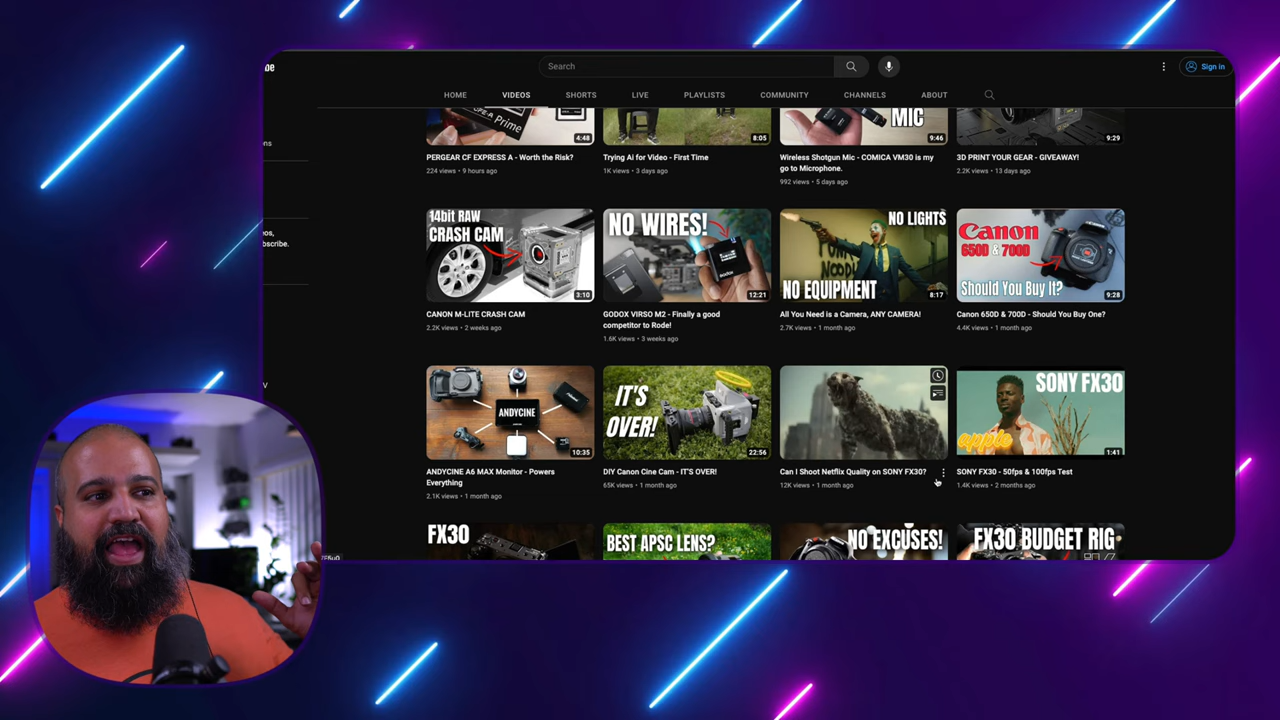 be
Search
Sign in
HOME
VIDEOS
SHORTS
LIVE
PLAYLISTS
COMMUNITY
CHANNELS
ABOUT
Prime
4:48
8:05
MIC
9:46
9:29
ons
PERGEAR CF EXPRESS A - Worth the Risk?
224 views • 9 hours ago
Trying Ai for Video - First Time
1K views • 3 days ago
Wireless Shotgun Mic - COMICA VM30 is my
go to Microphone.
992 views • 5 days ago
3D PRINT YOUR GEAR - GIVEAWAY!
2.2K views • 13 days ago
os,
bscribe.
14bit RAW
CRASH CAM
3:10
NO WIRES!
Godox
12:21
NO LIGHTS
NO EQUIPMENT
8:17
Canon
650D & 700D
Should You Buy It?
9:28
CANON M-LITE CRASH CAM
2.2K views • 2 weeks ago
GODOX VIRSO M2 - Finally a good
competitor to Rode!
1.6K views • 3 weeks ago
All You Need is a Camera, ANY CAMERA!
2.7K views • 1 month ago
Canon 650D & 700D - Should You Buy One?
4.4K views • 1 month ago
V
ANDYCINE
10:35
IT'S
OVER!
22:56
SONY FX30
apple
1:41
ANDYCINE A6 MAX Monitor - Powers
Everything
2.1K views • 1 month ago
DIY Canon Cine Cam - IT'S OVER!
65K views • 1 month ago
Can I Shoot Netflix Quality on SONY FX30?
12K views • 1 month ago
SONY FX30 - 50fps & 100fps Test
1.4K views • 2 months ago
FX30
BEST APSC LENS?
NO EXCUSES!
FX30 BUDGET RIG